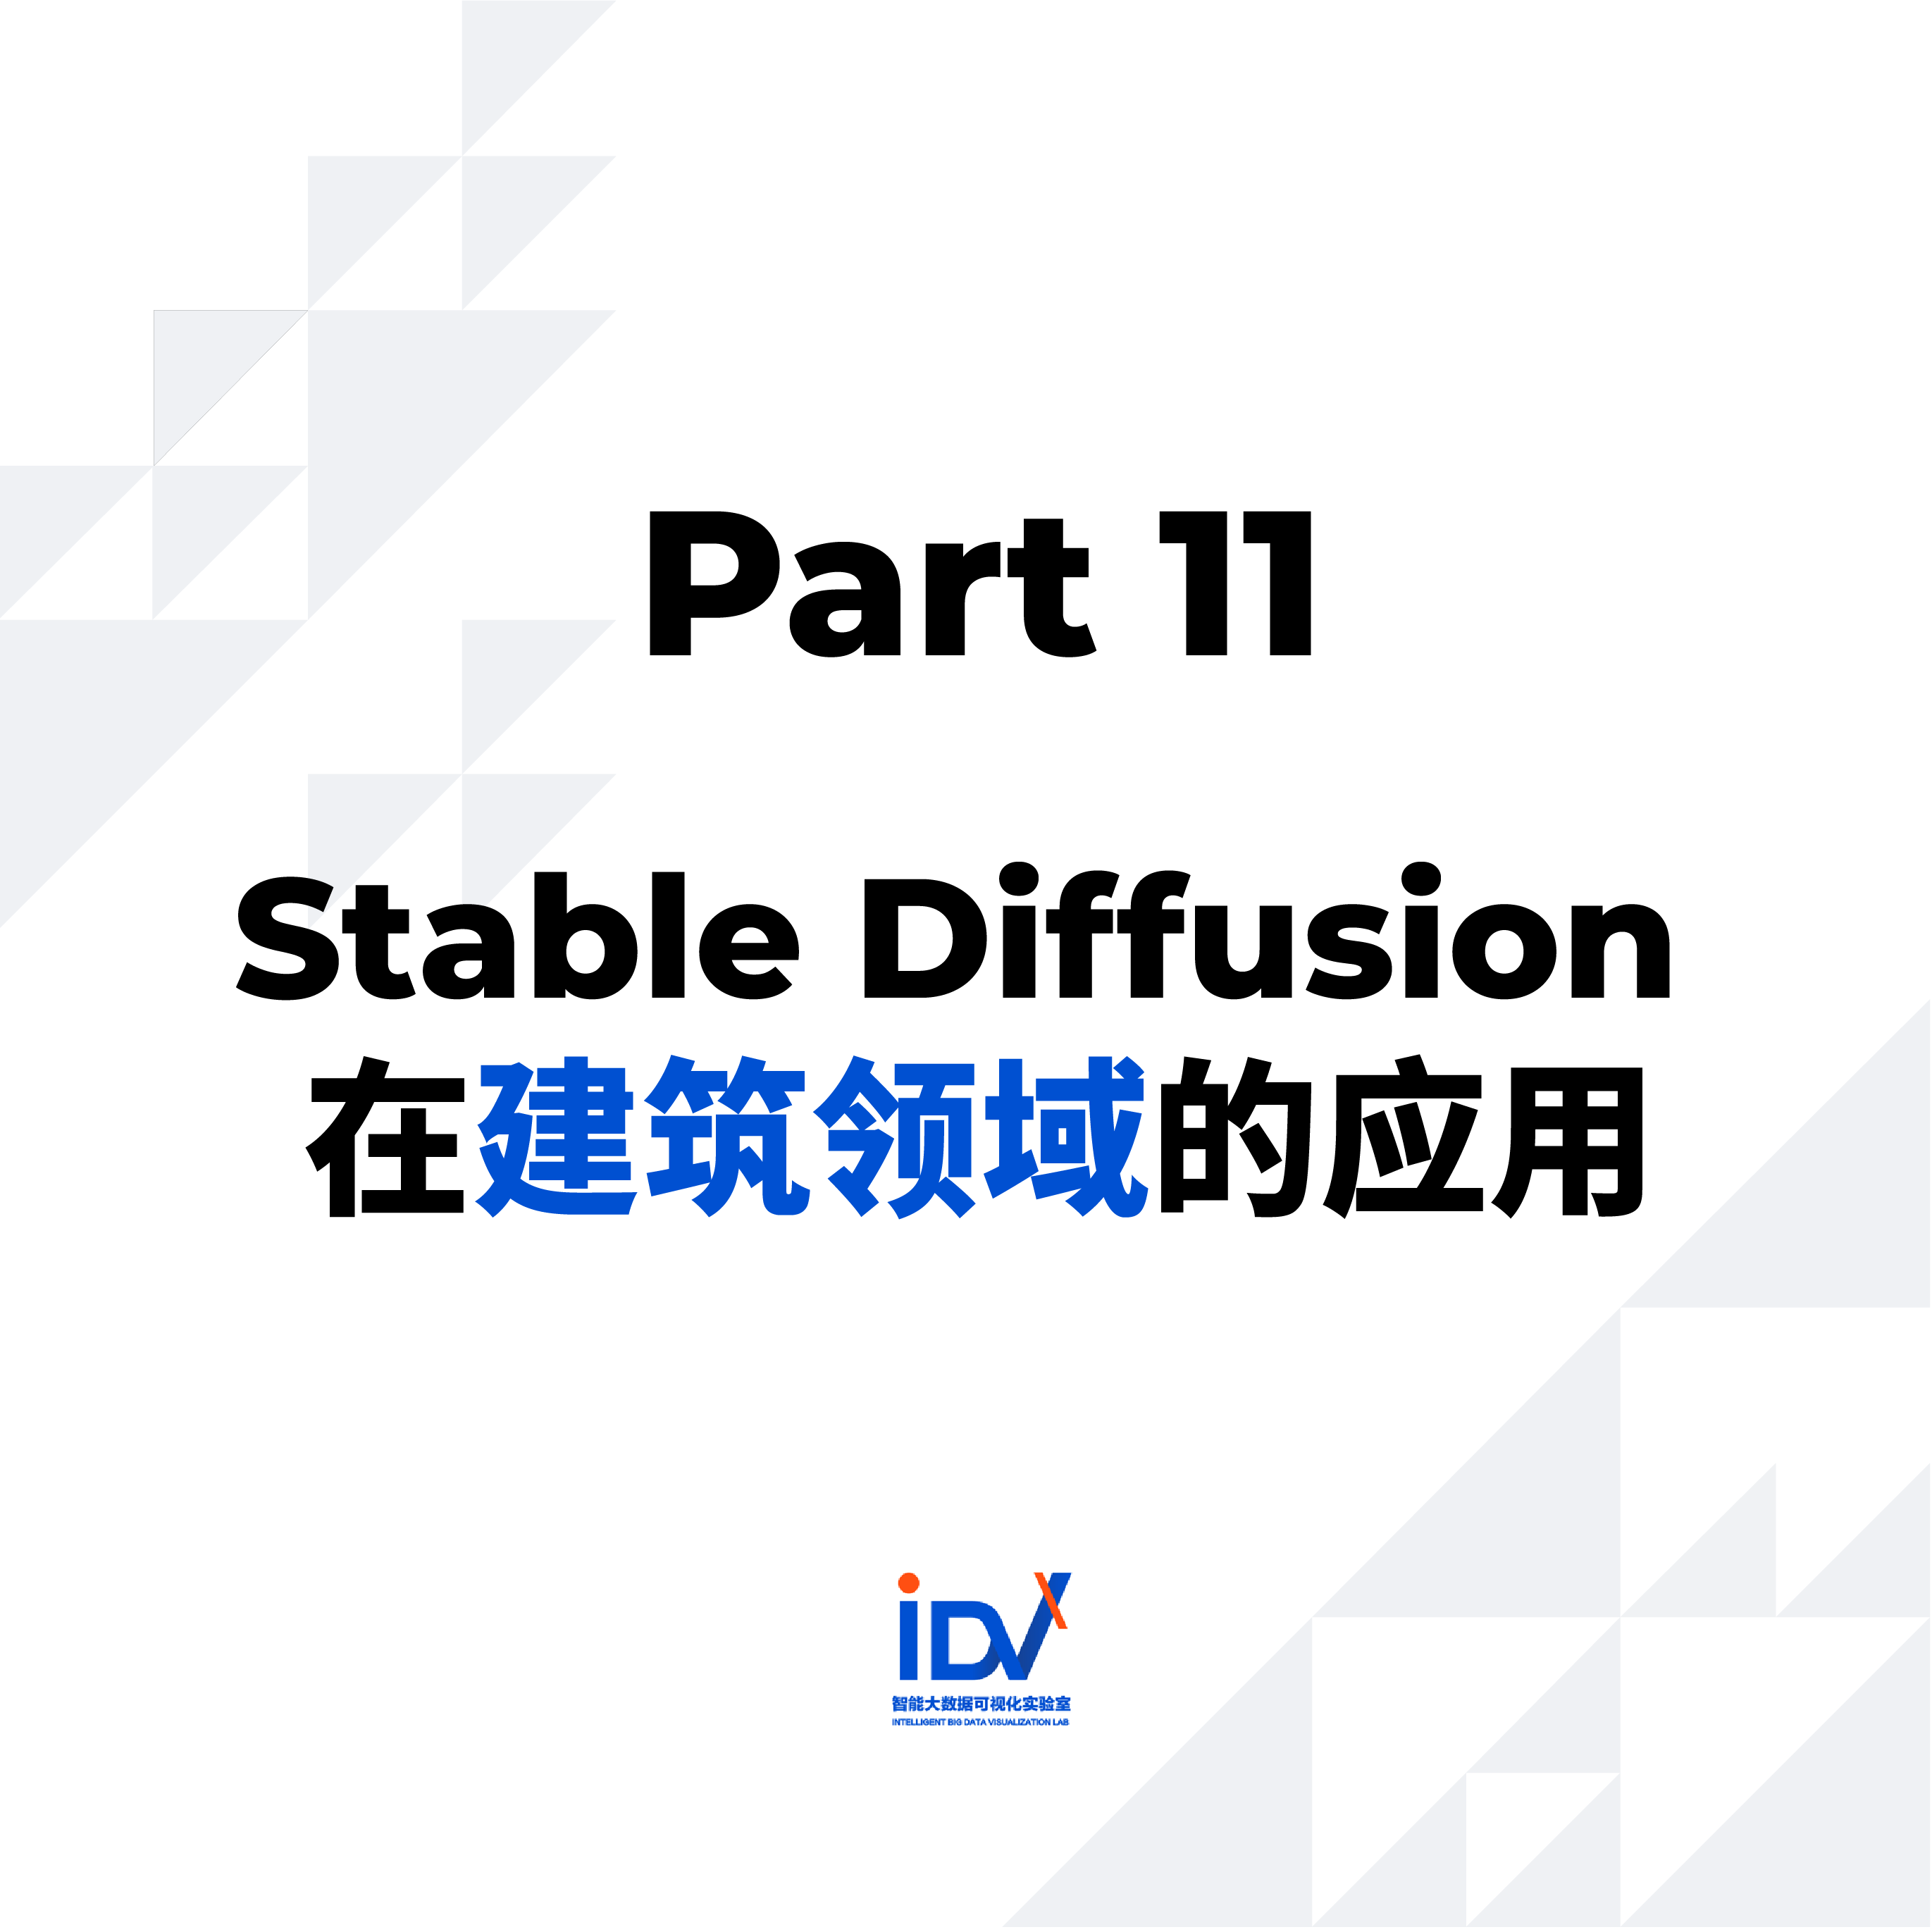 Part 11
Stable Diffusion
在建筑领域的应用
iDVX
智能大数据可视化实验室
INTELLIGENT BIG DATA VISUALIZATION LAB